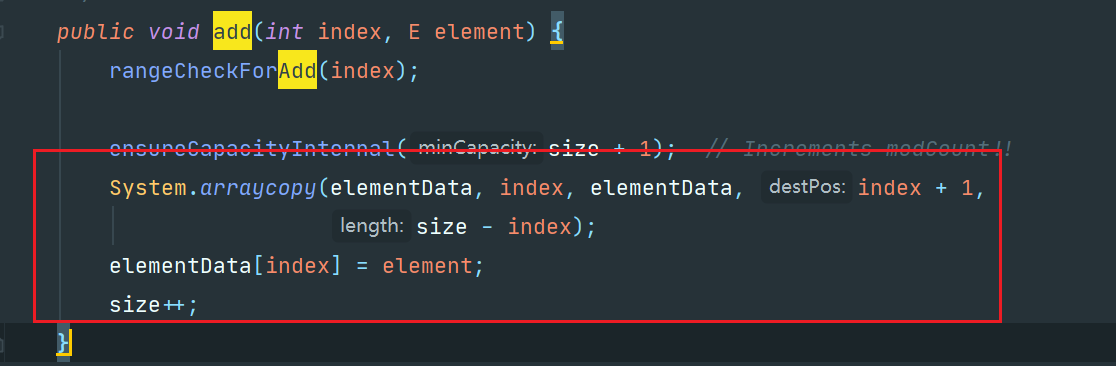 public void add(int index, E element) {
rangeCheckForAdd(index);
ensureCapacityInternal( minCapacity: size + 1);  // Increments modCount!!
System.arraycopy(elementData, index, elementData, destPos: index + 1,
length: size - index);
elementData[index] = element;
size++;
}